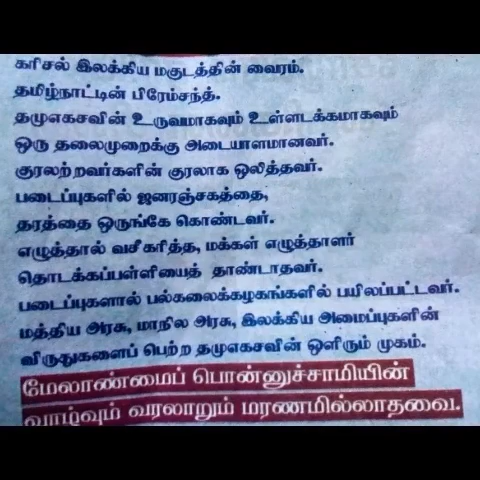 கரிசல் இலக்கிய மகுடத்தின் வைரம்.
தமிழ்நாட்டின் பிரேம்சந்த்.
தமுஎகசவின் உருவமாகவும் உள்ளடக்கமாகவும்
ஒரு தலைமுறைக்கு அடையாளமானவர்.
குரலற்றவர்களின் குரலாக ஒலித்தவர்.
படைப்புகளில் ஜனரஞ்சகத்தை,
தரத்தை ஒருங்கே கொண்டவர்.
எழுத்தால் வசீகரித்த, மக்கள் எழுத்தாளர்
தொடக்கப்பள்ளியைத் தாண்டாதவர்.
படைப்புகளால் பல்கலைக்கழகங்களில் பயிலப்பட்டவர்.
மத்திய அரசு, மாநில அரசு, இலக்கிய அமைப்புகளின்
விருதுகளைப் பெற்ற தமுஎகசவின் ஒளிரும் முகம்.
மேலாண்மைப் பொன்னுச்சாமியின்
வாழ்வும் வரலாறும் மரணமில்லாதவை.